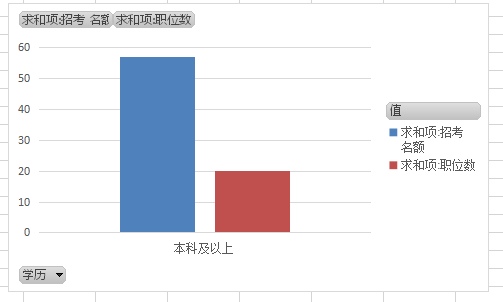 求和项:招考 名额 求和项:职位数
60
50
40
30
20
10
0
本科及以上
值
求和项:招考
名额
求和项:职位数
学历